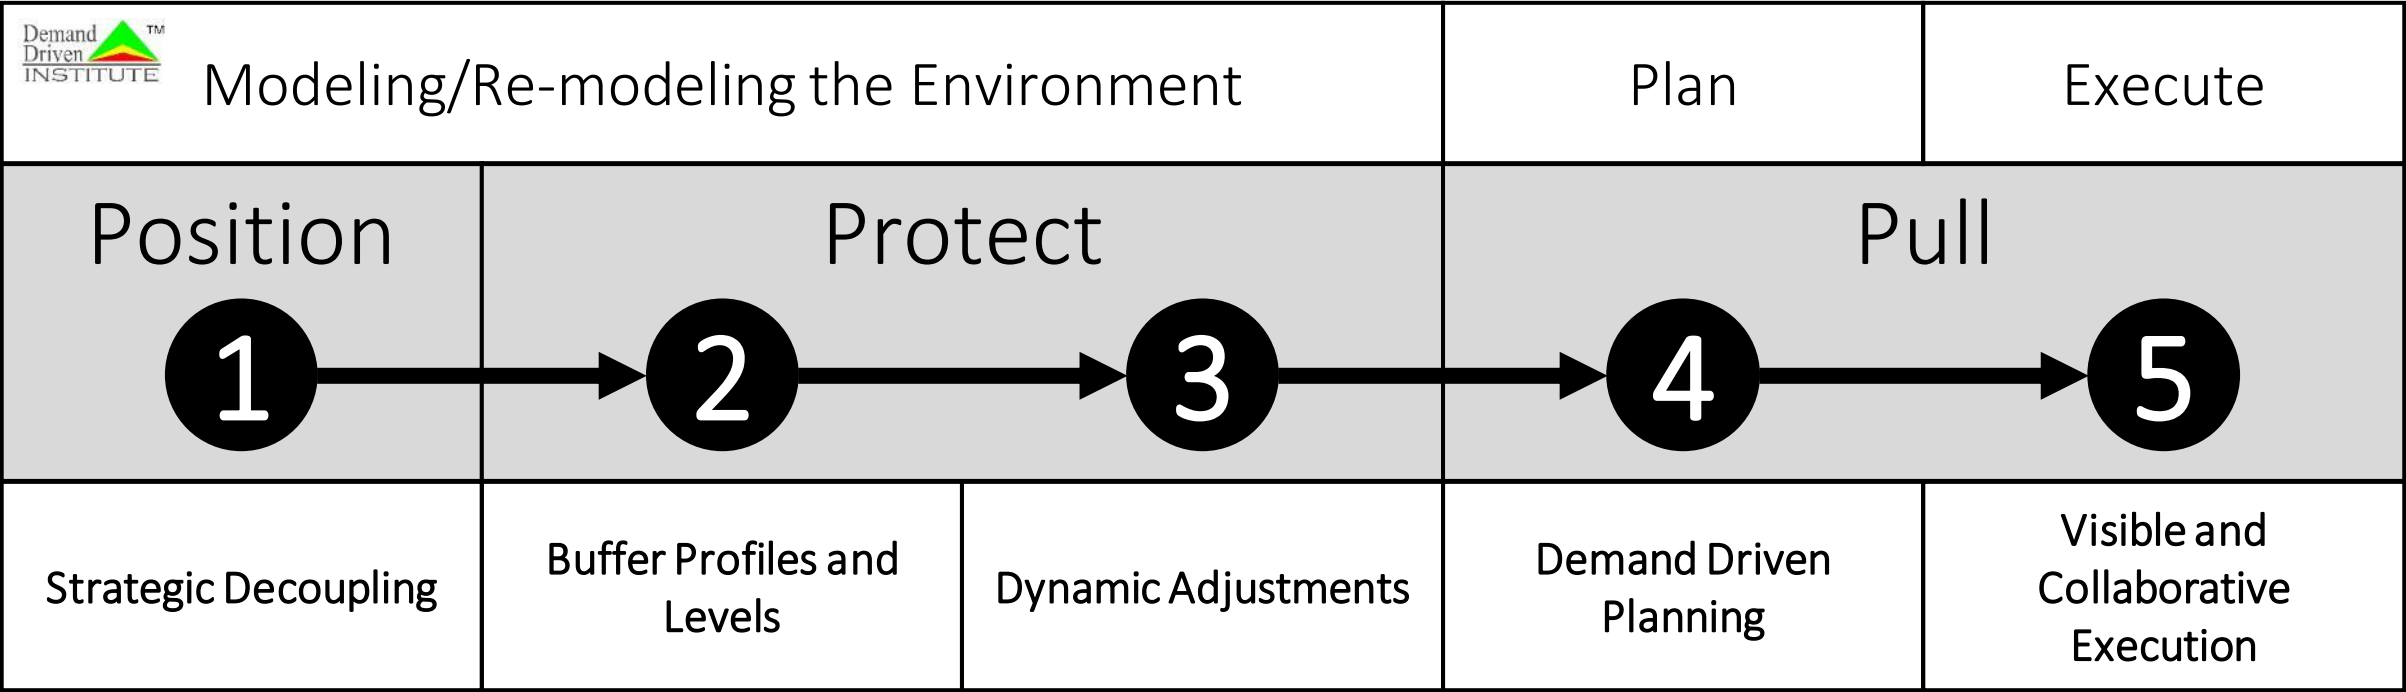 Demand
Driven
INSTITUTE
TM
Modeling/Re-modeling the Environment
Plan
Execute
Position
Protect
Pull
1
2
3
4
5
Strategic Decoupling
Buffer Profiles and
Levels
Dynamic Adjustments
Demand Driven
Planning
Visible and
Collaborative
Execution